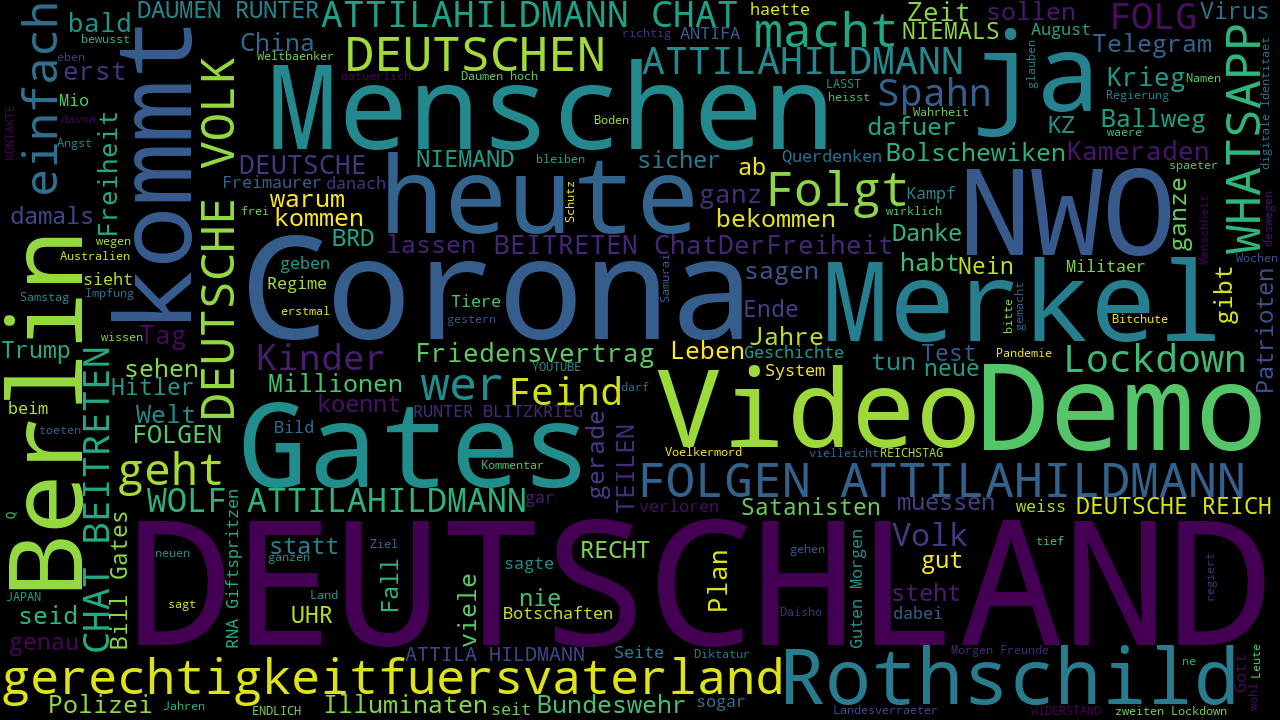 DAUMEN RUNTER
ATTILAHILDMANN CHAT
haette
Zeit
sollen
FOLG
Virus
bald
bewusst
einfach
kommt
China
Weltbaenker
DEUTSCHEN
richtig
ANTIFA
macht
NIEMALS
August
Telegram
eben
erst
natuerlich
Daumen hoch
ATTILAHILDMANN
ja
glauben
WHATSAPP
digitale Identitaet
Mio
davon
KONTAKTE
Angst
Freiheit
DEUTSCHE VOLK
Menschen
Boden
LASST
heisst
Spahn
Wahrheit
dafuer
KZ
Krieg
Namen
Regierung
Ballweg
waere
DEUTSCHE
NIEMAND
bleiben
sicher
ab
Querdenken
Bolschewiken
Kameraden
spaeter
Freimaurer
danach
heute
Schutz
ganz
Folgt
Kampf
NWO
ganze
Menschheit
deswegen
damals
frei
warum
kommen
bekommen
wirklich
Danke
wegen
BRD
lassen
BEITRETEN ChatDerFreiheit
Australien
Berlin
sieht
geben
Corona
Samurai
sagen
Merkel
habt
Nein
Militaer
gibt
Wochen
Samstag
Impfung
Regime
erstmal
Tiere
gestern
Ende
bitte
gemacht
Bitchute
Patrioten
wissen
Tag
Jahre
Trump
CHAT BEITRETEN
sehen
Kinder
Friedensvertrag
Leben
Geschichte
tun
Test
neue
Pandemie
Lockdown
Hitler
Millionen
wer
YOUTUBE
Feind
darf
Video
System
Demo
beim
Welt
koennt
RUNTER BLITZKRIEG
toeten
FOLGEN
Bild
Gates
gerade
TEILEN
Voelkermord
vielleicht
REICHSTAG
geht
Kommentar
FOLGEN ATTILAHILDMANN
Q
WOLF
ATTILAHILDMANN
gar
verloren
Satanisten
muessen
weiss
DEUTSCHE REICH
Bill Gates
RNA Giftspritzen
DEUTSCHLAND
neuen
statt
ganzen
Ziel
Fall
RECHT
sagte
Plan
gehen
Guten Morgen
Volk
gut
tief
regiert
JAPAN
seid
sagt
Land
UHR
viele
nie
Botschaften
Daisho
steht
dabei
genau
ATTILA HILDMANN
Seite
Diktatur
Morgen Freunde
ne
Gott
Leute
gerechtigkeitfuersvaterland
Rothschild
wohl
Polizei
Jahren
ENDLICH
Illuminaten
seit
Bundeswehr
sogar
Landesverraeter
WIDERSTAND
zweiten Lockdown